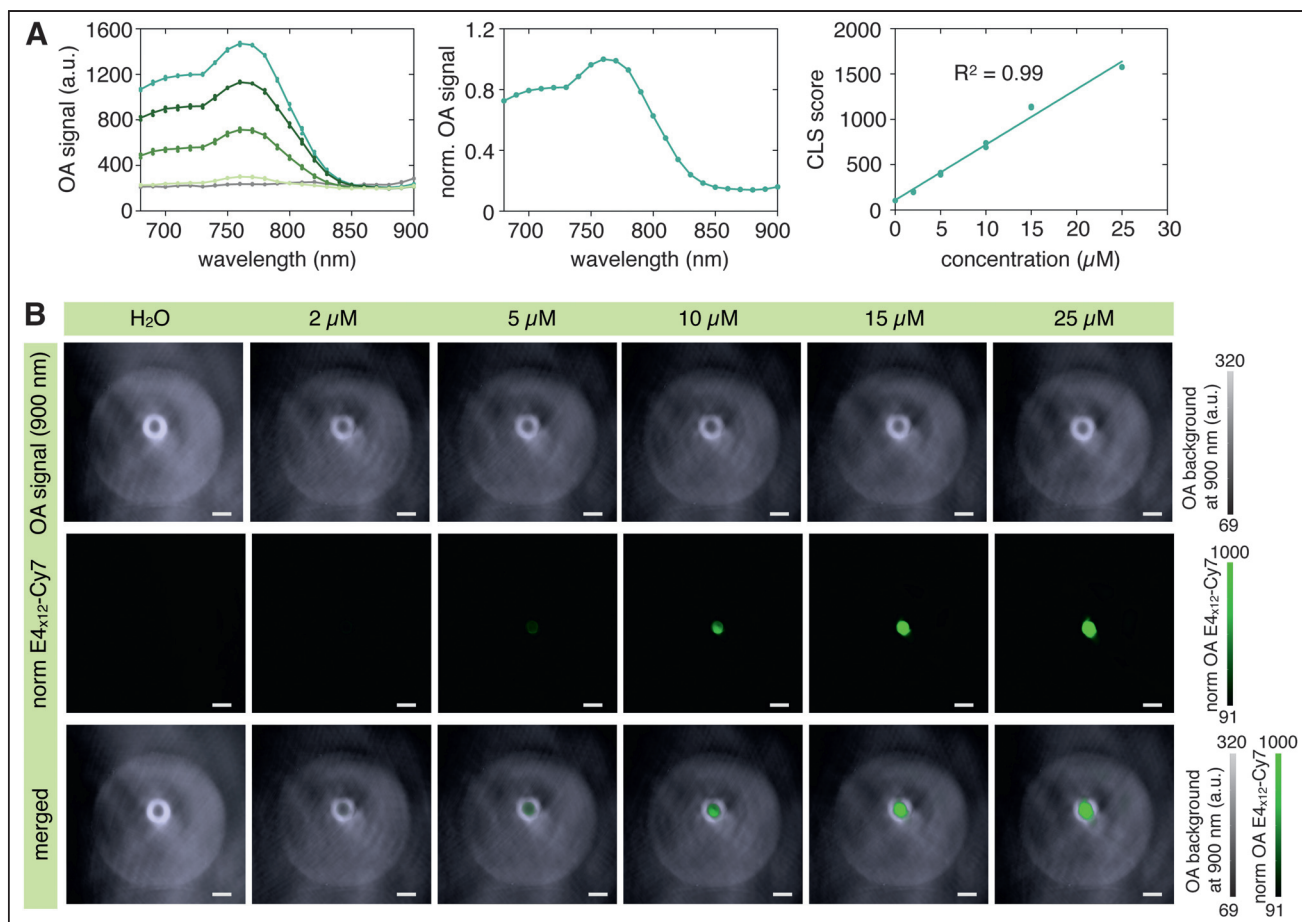 A
1600
1200
800
400
0
OA signal (a.u.)
700 750 800 850 900
wavelength (nm)
1.2
0.8
0.4
0
norm. OA signal
700 750 800 850 900
wavelength (nm)
2000
1500
1000
500
0
CLS score
R² = 0.99
0 5 10 15 20 25 30
concentration (µM)
B
H₂O 2 µM 5 µM 10 µM 15 µM 25 µM
OA signal (900 nm)
320
OA background
at 900 nm (a.u.)
69
norm E4ₓ₁₂-Cy7
1000
norm OA E4ₓ₁₂-Cy7
91
merged
320 1000
OA background
at 900 nm (a.u.)
norm OA E4ₓ₁₂-Cy7
69 91